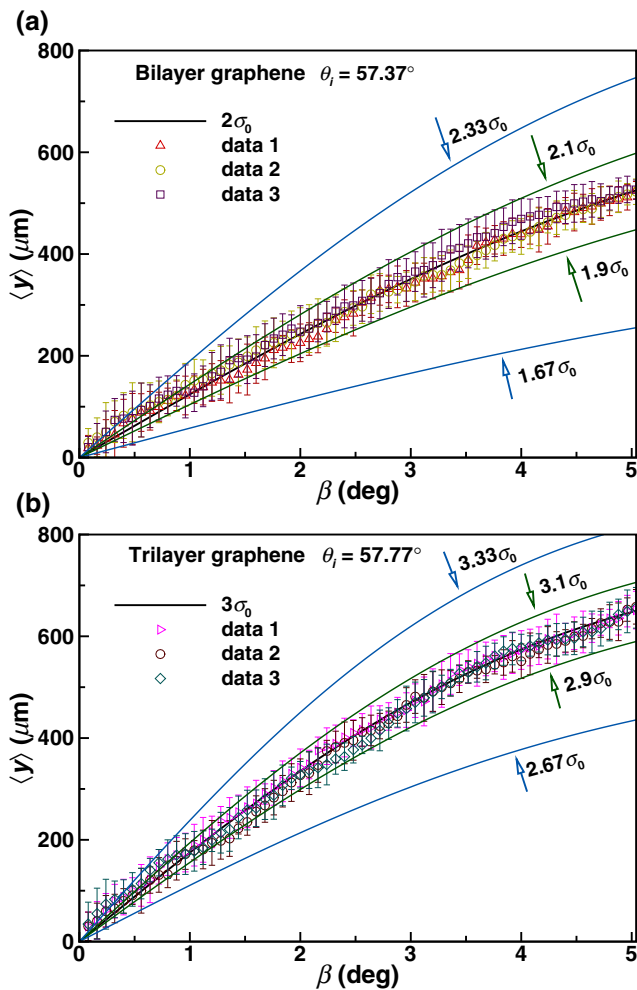 (a)
800
600
400
200
0
⟨y⟩ (μm)
Bilayer graphene θi = 57.37°
2σ0
data 1
data 2
data 3
2.33σ0
2.1σ0
1.9σ0
1.67σ0
0 1 2 3 4 5
β (deg)
(b)
800
600
400
200
0
⟨y⟩ (μm)
Trilayer graphene θi = 57.77°
3σ0
data 1
data 2
data 3
3.33σ0
3.1σ0
2.9σ0
2.67σ0
0 1 2 3 4 5
β (deg)